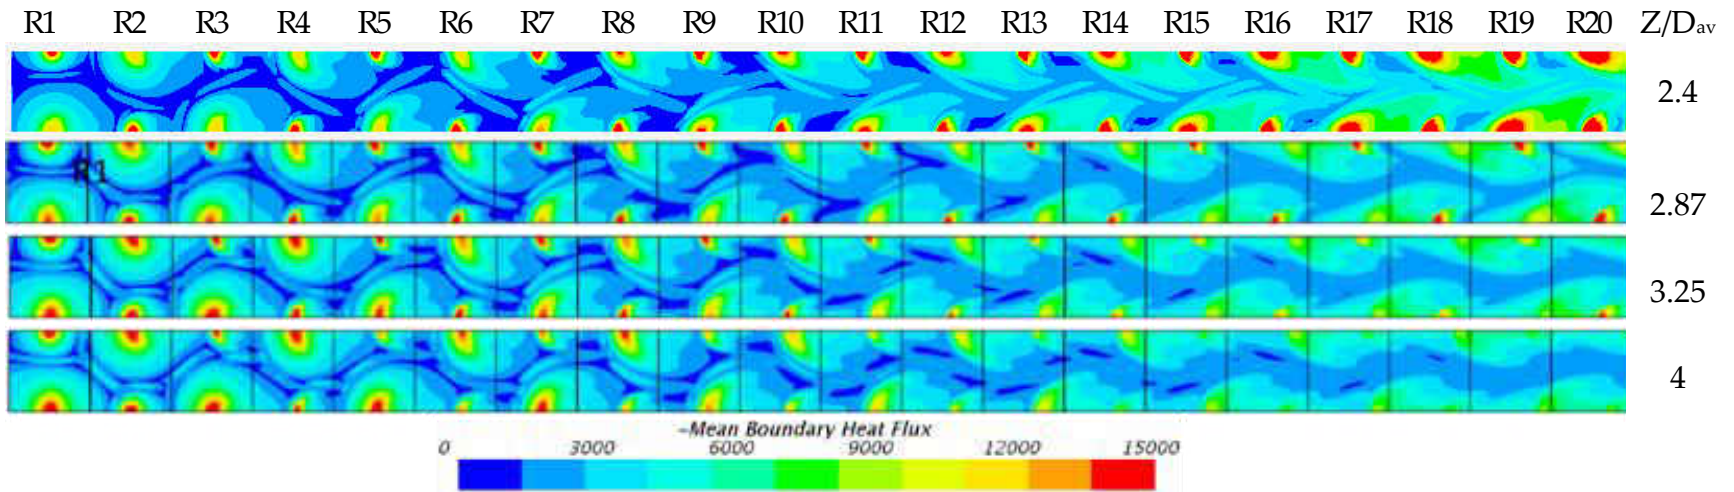 R1 R2 R3 R4 R5 R6 R7 R8 R9 R10 R11 R12 R13 R14 R15 R16 R17 R18 R19 R20 Z/Dav
2.4
R1
2.87
3.25
4
-Mean Boundary Heat Flux
0 3000 6000 9000 12000 15000